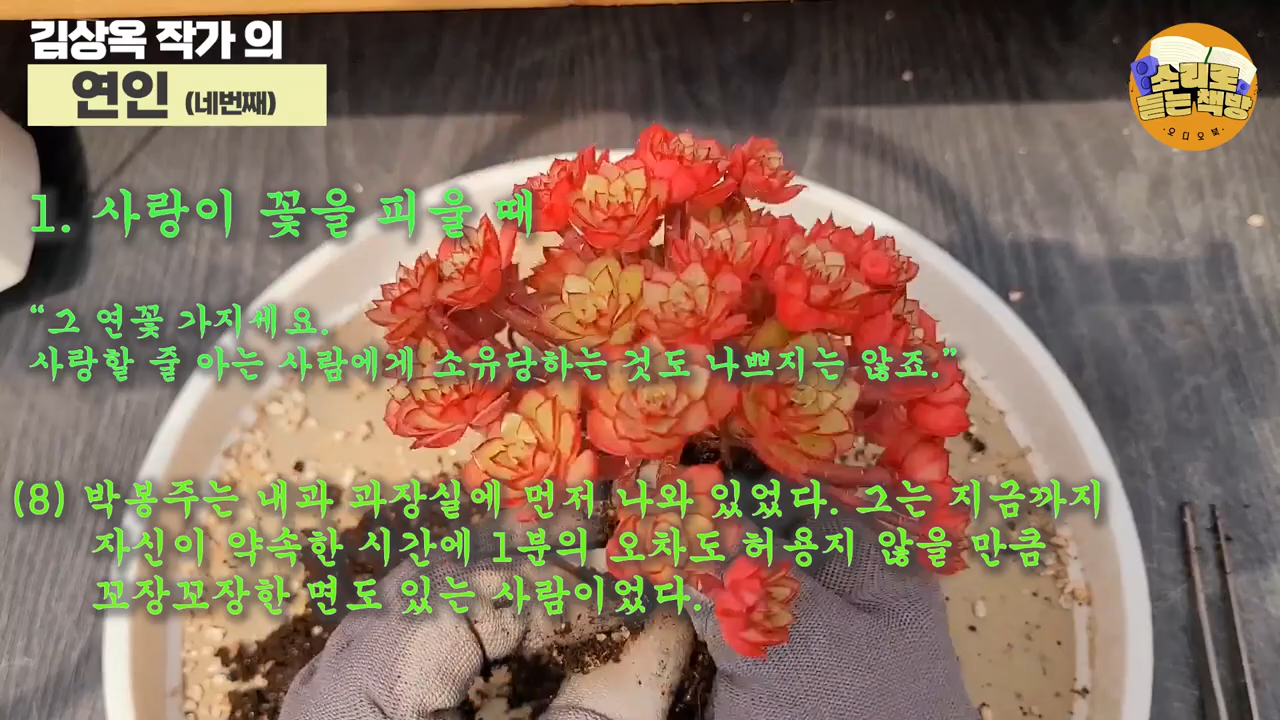 김상옥 작가 의
연인 (네번째)
소리로
듣는 책방
·오디오북·
1. 사랑이 꽃을 피울 때
“그 연꽃 가지세요.
사랑할 줄 아는 사람에게 소유당하는 것도 나쁘지는 않죠.”
(8) 박봉주는 내과 과장실에 먼저 나와 있었다. 그는 지금까지
자신이 약속한 시간에 1분의 오차도 허용지 않을 만큼
꼬장꼬장한 면도 있는 사람이었다.